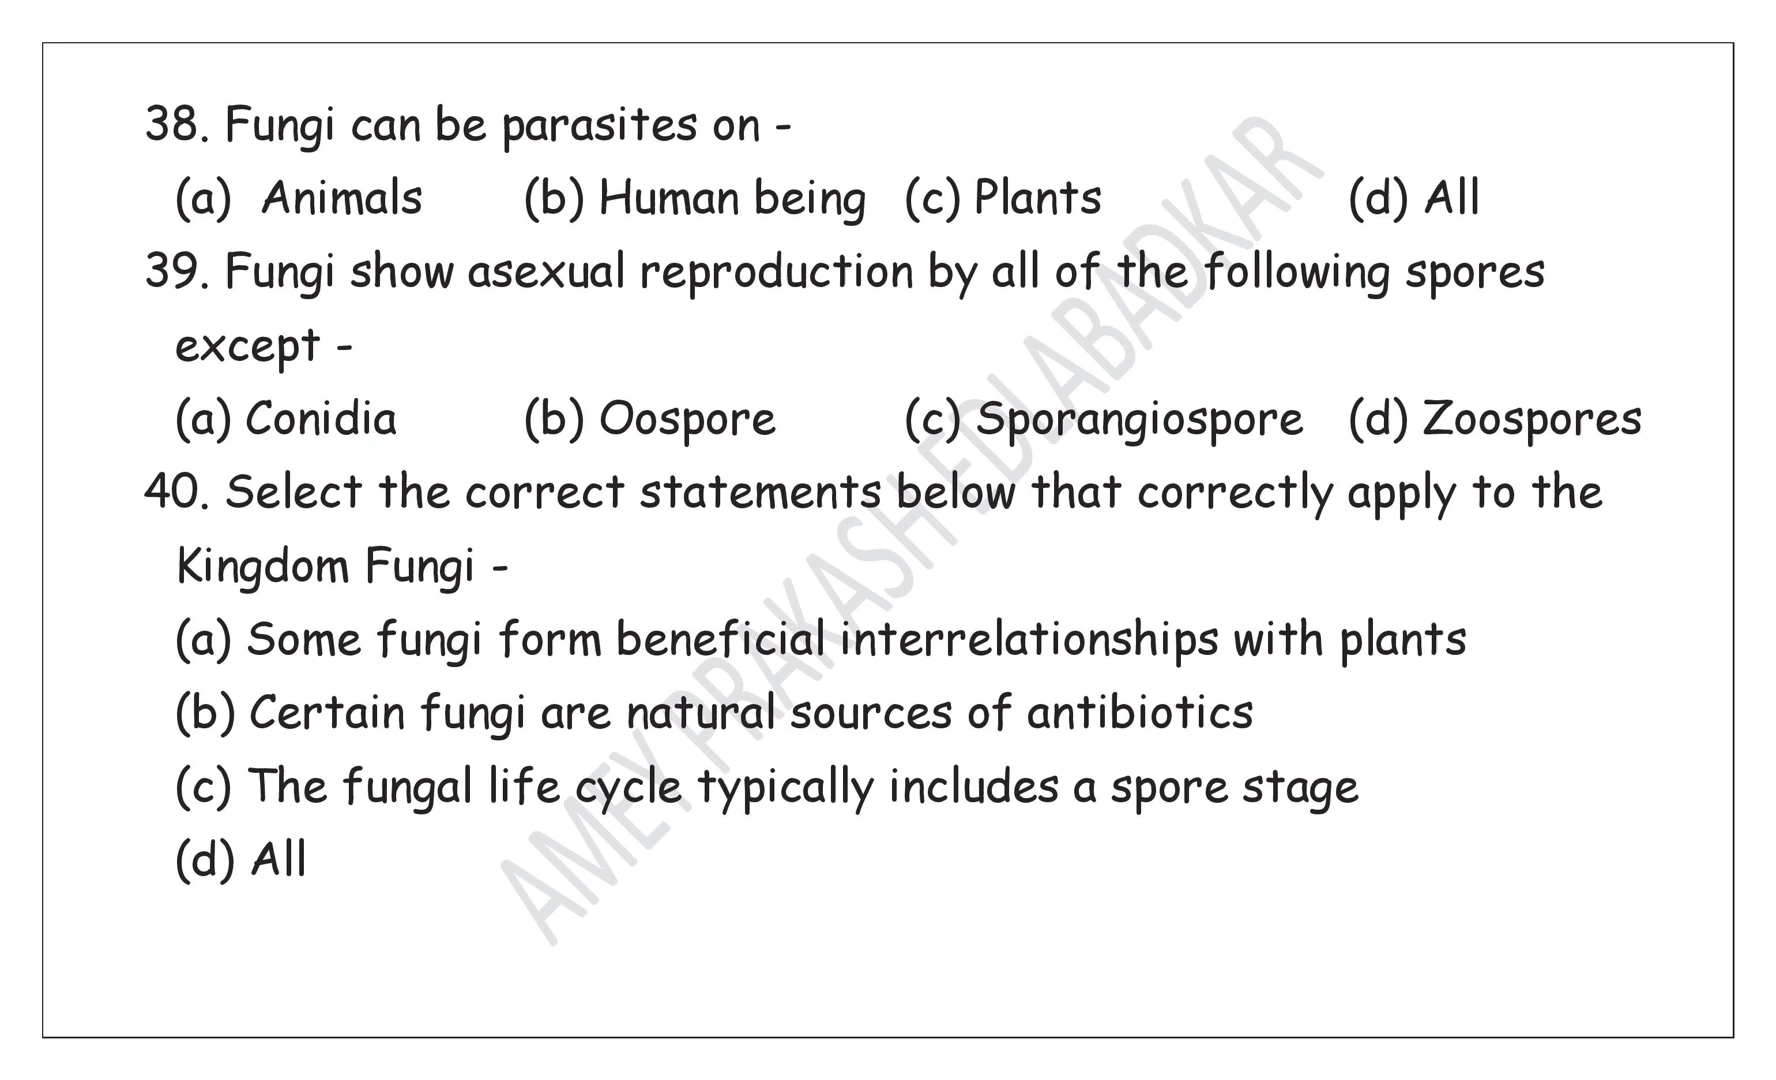 38. Fungi can be parasites on -
(a) Animals (b) Human being (c) Plants (d) All
39. Fungi show asexual reproduction by all of the following spores
except -
(a) Conidia (b) Oospore (c) Sporangiospore (d) Zoospores
40. Select the correct statements below that correctly apply to the
Kingdom Fungi -
(a) Some fungi form beneficial interrelationships with plants
(b) Certain fungi are natural sources of antibiotics
(c) The fungal life cycle typically includes a spore stage
(d) All
AMEY PRAKASH EDLABADKAR